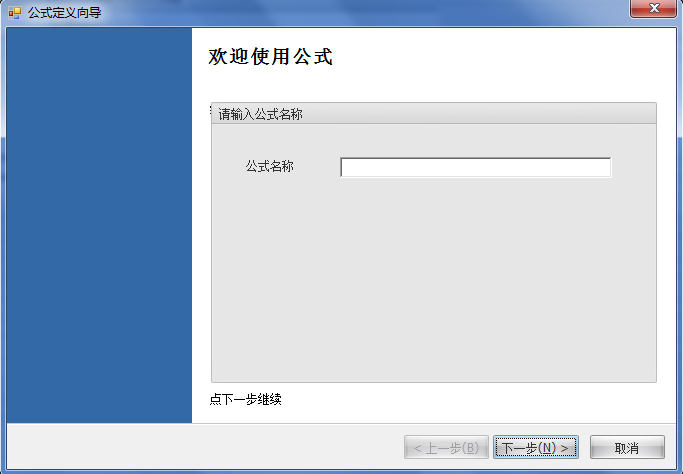 公式定义向导
欢迎使用公式
请输入公式名称
公式名称
点下一步继续
< 上一步(B) 下一步(N) > 取消